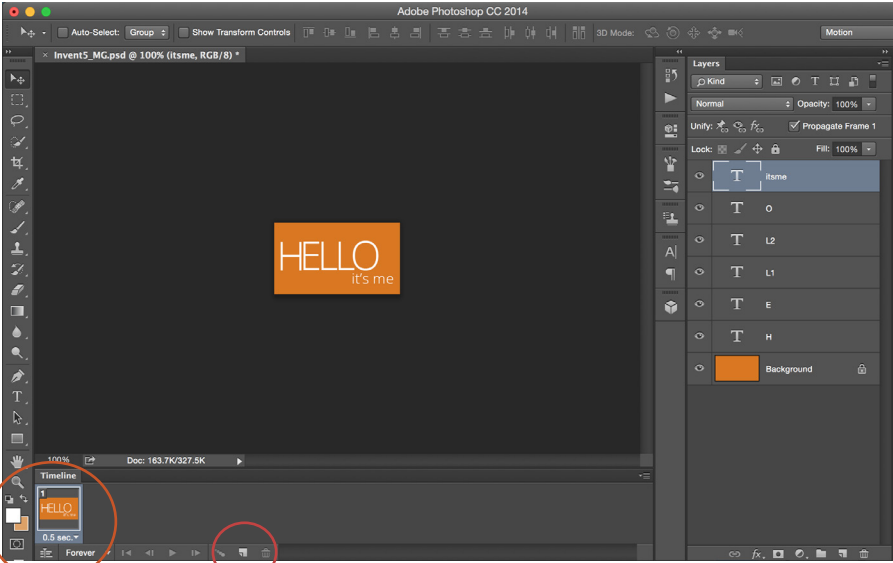 Adobe Photoshop CC 2014
Auto-Select: Group Show Transform Controls 3D Mode: Motion
× Invent5_MG.psd @ 100% (itsme, RGB/8) *
Layers
Kind
Normal Opacity: 100%
Unify: Propagate Frame 1
Lock: Fill: 100%
T itsme
T O
T L2
T L1
T E
T H
Background
HELLO
it's me
100% Doc: 163.7K/327.5K
Timeline
1
HELLO
0.5 sec.
Forever